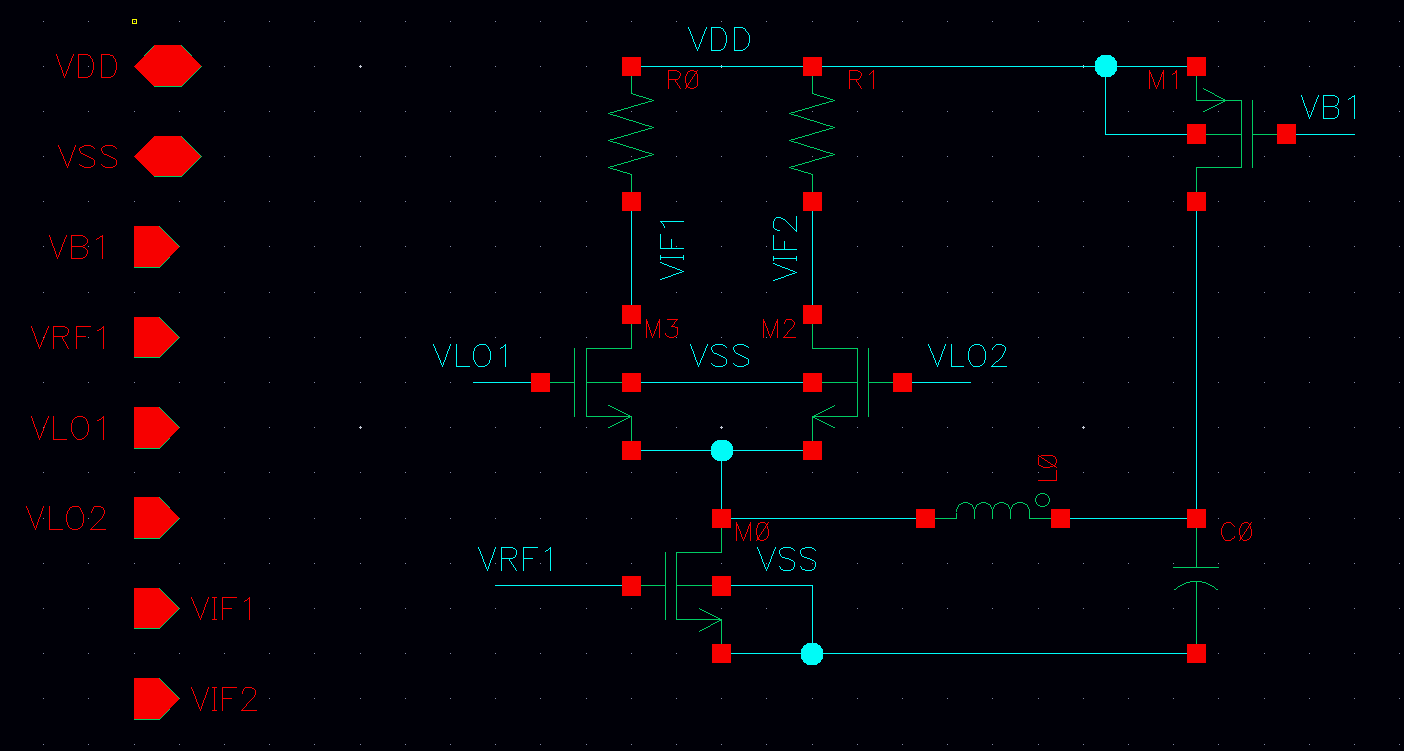 VDD
VSS
VB1
VRF1
VLO1
VLO2
VIF1
VIF2
VDD
R0
R1
M1
VB1
VIF1
VIF2
M3
M2
VLO1
VSS
VLO2
L0
M0
C0
VRF1
VSS